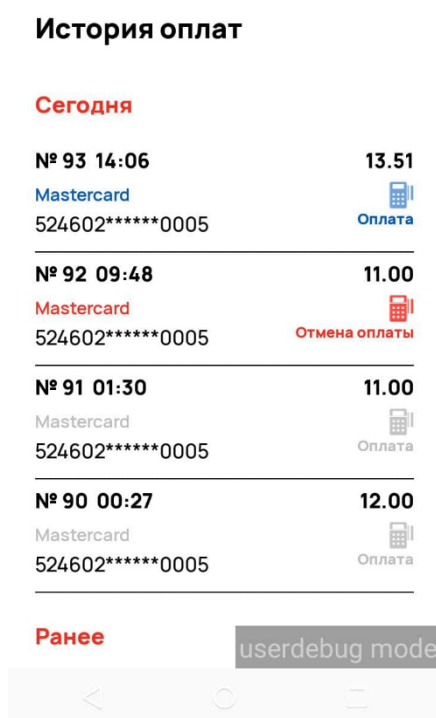 История оплат
Сегодня
№ 93 14:06 13.51
Mastercard
524602******0005 Оплата
№ 92 09:48 11.00
Mastercard
524602******0005 Отмена оплаты
№ 91 01:30 11.00
Mastercard
524602******0005 Оплата
№ 90 00:27 12.00
Mastercard
524602******0005 Оплата
Ранее
userdebug mode